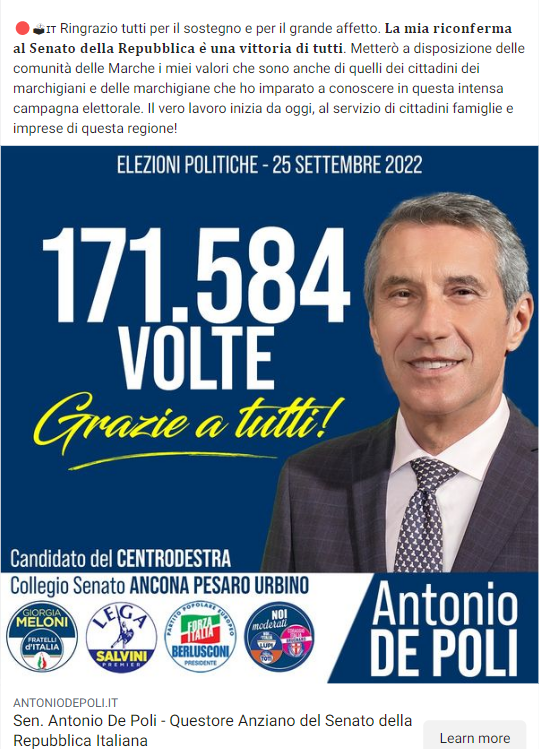 🔴🗳️IT Ringrazio tutti per il sostegno e per il grande affetto. La mia riconferma
al Senato della Repubblica è una vittoria di tutti. Metterò a disposizione delle
comunità delle Marche i miei valori che sono anche di quelli dei cittadini dei
marchigiani e delle marchigiane che ho imparato a conoscere in questa intensa
campagna elettorale. Il vero lavoro inizia da oggi, al servizio di cittadini famiglie e
imprese di questa regione!
ELEZIONI POLITICHE - 25 SETTEMBRE 2022
171.584
VOLTE
Grazie a tutti!
Candidato del CENTRODESTRA
Collegio Senato ANCONA PESARO URBINO
GIORGIA
MELONI
FRATELLI
d'ITALIA
LEGA
SALVINI
PREMIER
PARTITO POPOLARE EUROPEO
FORZA
ITALIA
BERLUSCONI
PRESIDENTE
NOI
moderati
LUPI
TOTI
Antonio
DE POLI
ANTONIODEPOLI.IT
Sen. Antonio De Poli - Questore Anziano del Senato della
Repubblica Italiana
Learn more